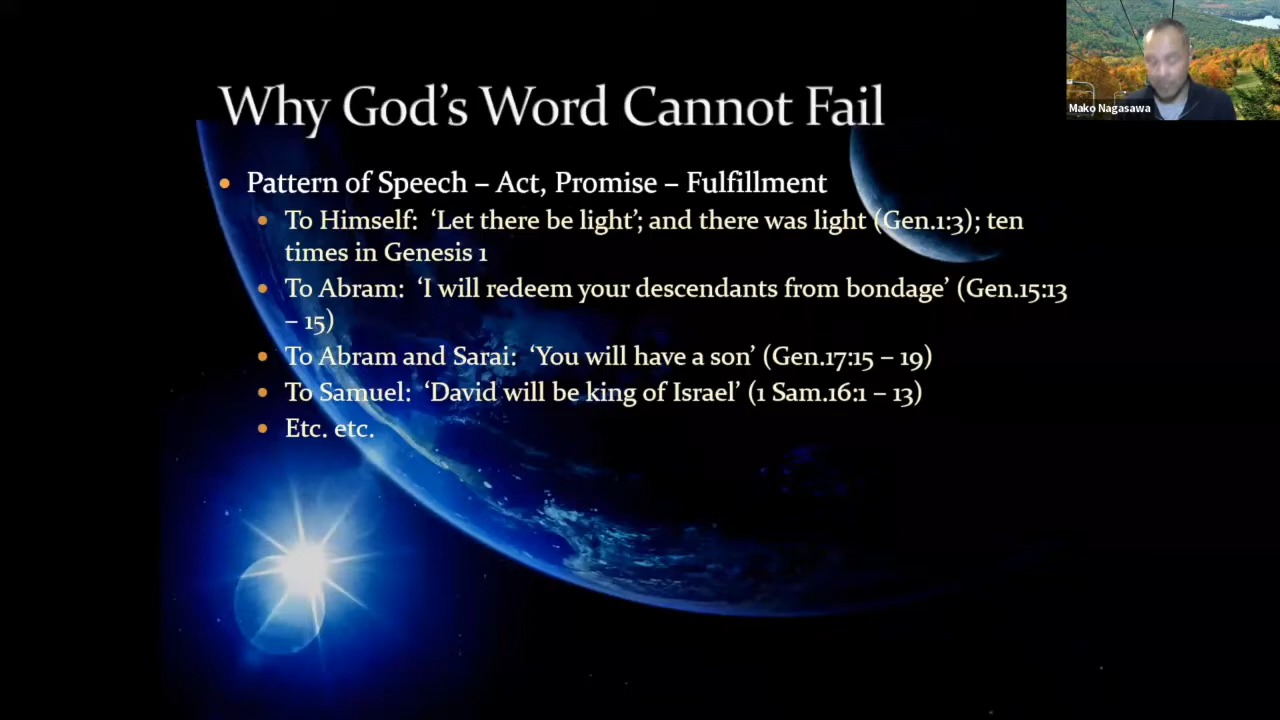 Why God's Word Cannot Fail
Mako Nagasawa
• Pattern of Speech – Act, Promise – Fulfillment
• To Himself: ‘Let there be light’; and there was light (Gen.1:3); ten
times in Genesis 1
• To Abram: ‘I will redeem your descendants from bondage’ (Gen.15:13
– 15)
• To Abram and Sarai: ‘You will have a son’ (Gen.17:15 – 19)
• To Samuel: ‘David will be king of Israel’ (1 Sam.16:1 – 13)
• Etc. etc.